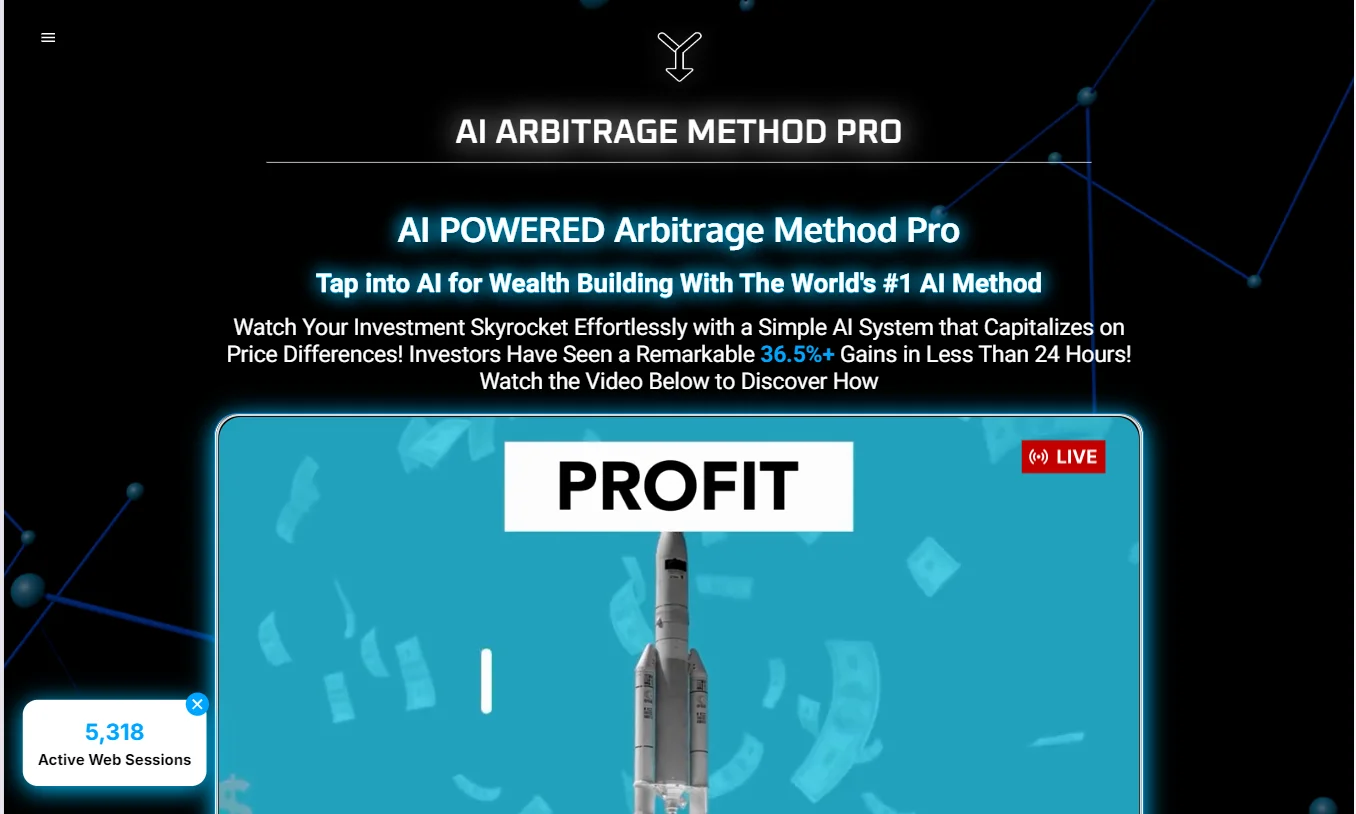 AI ARBITRAGE METHOD PRO
AI POWERED Arbitrage Method Pro
Tap into AI for Wealth Building With The World's #1 AI Method
Watch Your Investment Skyrocket Effortlessly with a Simple AI System that Capitalizes on
Price Differences! Investors Have Seen a Remarkable 36.5%+ Gains in Less Than 24 Hours!
Watch the Video Below to Discover How
PROFIT
LIVE
5,318
Active Web Sessions